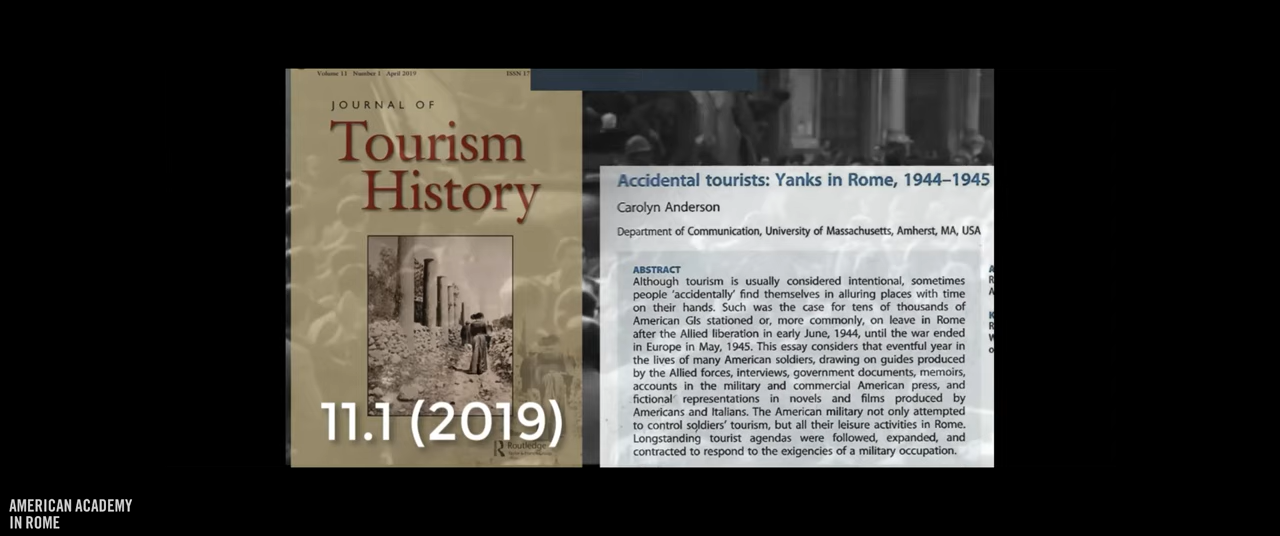 Volume 11 Number 1 April 2019
ISSN 17
JOURNAL OF
Tourism
History
11.1 (2019)
Routledge
Accidental tourists: Yanks in Rome, 1944–1945
Carolyn Anderson
Department of Communication, University of Massachusetts, Amherst, MA, USA
ABSTRACT
Although tourism is usually considered intentional, sometimes
people 'accidentally' find themselves in alluring places with time
on their hands. Such was the case for tens of thousands of
American GIs stationed or, more commonly, on leave in Rome
after the Allied liberation in early June, 1944, until the war ended
in Europe in May, 1945. This essay considers that eventful year in
the lives of many American soldiers, drawing on guides produced
by the Allied forces, interviews, government documents, memoirs,
accounts in the military and commercial American press, and
fictional representations in novels and films produced by
Americans and Italians. The American military not only attempted
to control soldiers' tourism, but all their leisure activities in Rome.
Longstanding tourist agendas were followed, expanded, and
contracted to respond to the exigencies of a military occupation.
A
R
A
K
R
W
o
AMERICAN ACADEMY
IN ROME